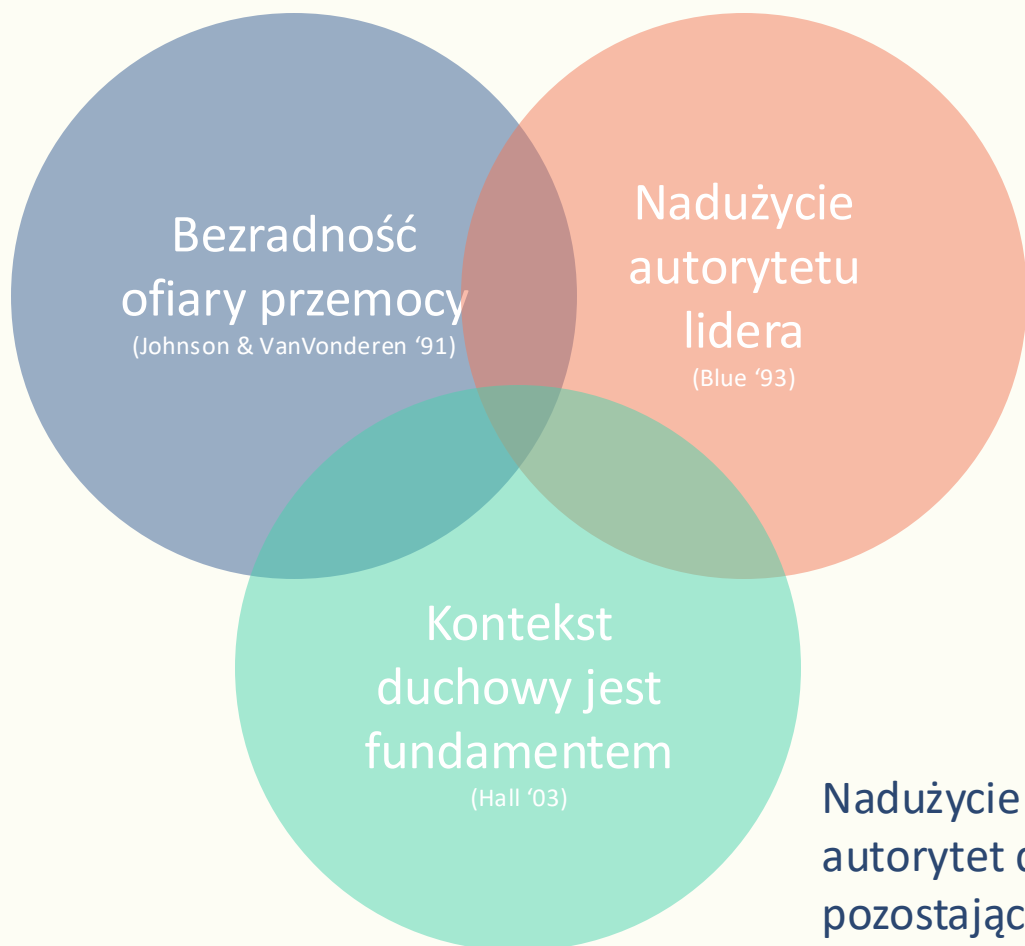 Bezradność
ofiary przemocy
(Johnson & VanVonderen ‘91)
Nadużycie
autorytetu
lidera
(Blue ‘93)
Kontekst
duchowy jest
fundamentem
(Hall ‘03)
Nadużycie
autorytet